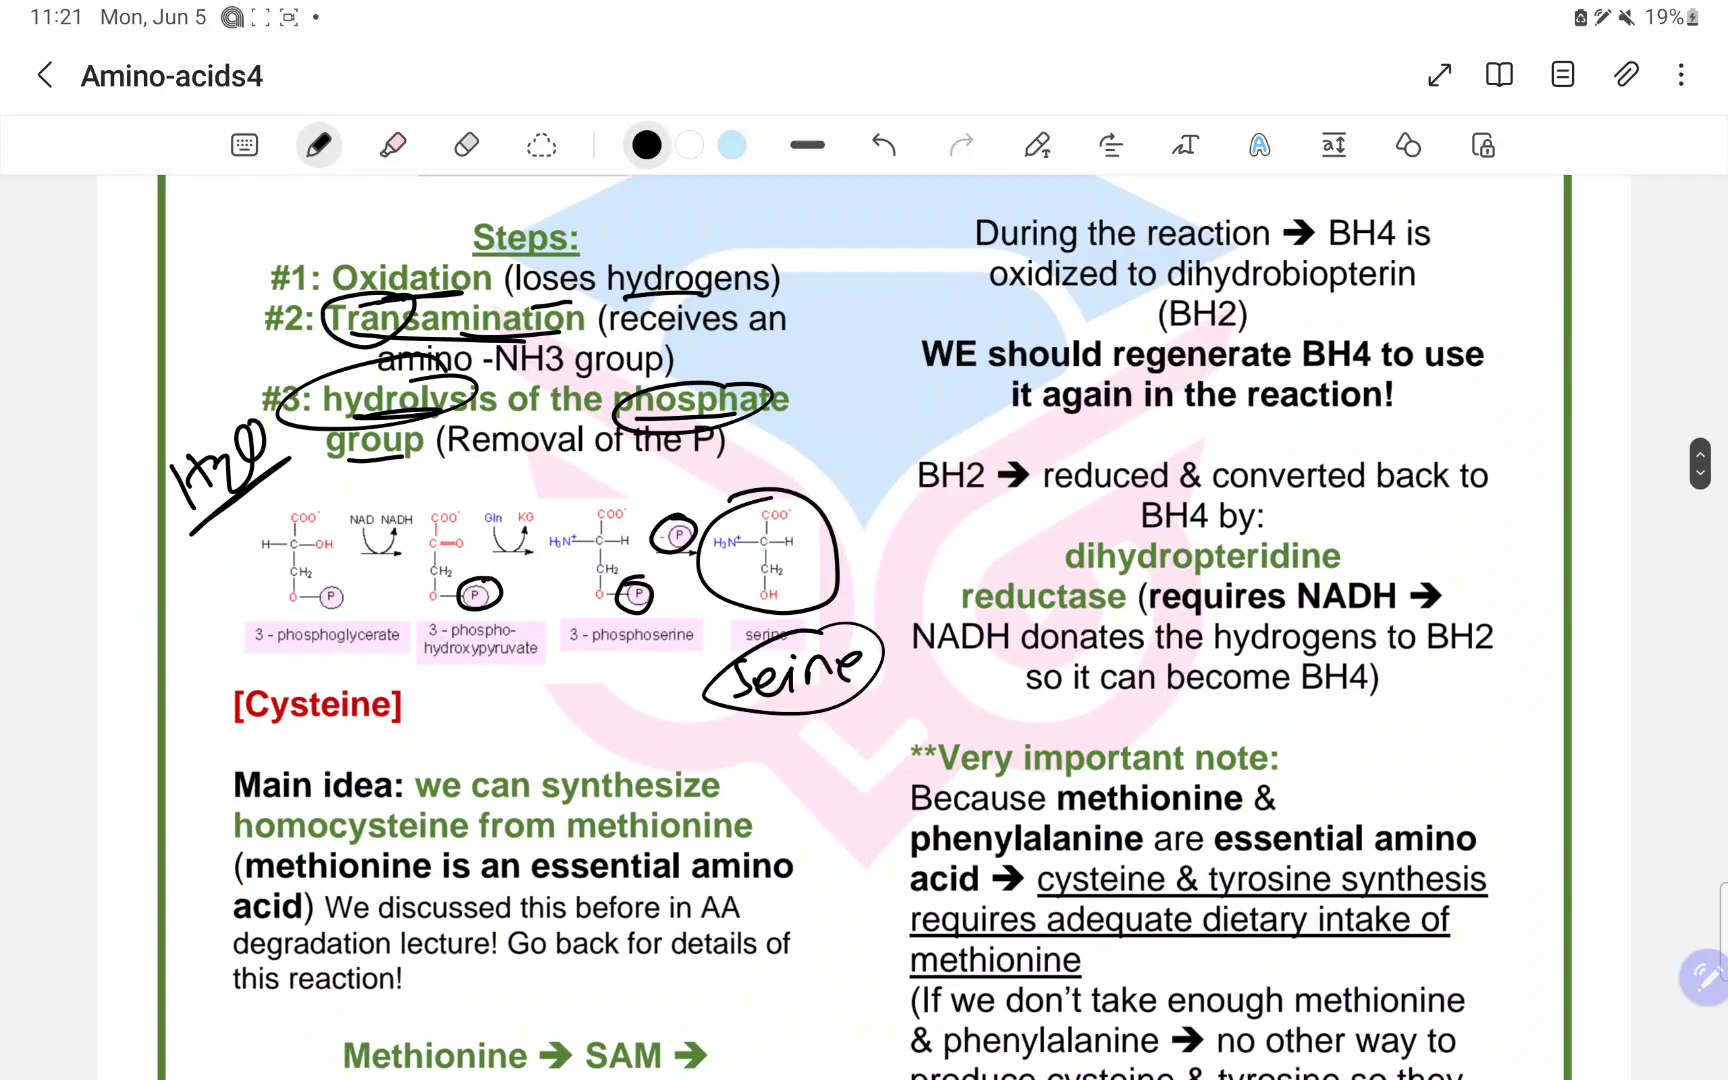 11:21 Mon, Jun 5
19%
Amino-acids4
Steps:
#1: Oxidation (loses hydrogens)
#2: Transamination (receives an
amino -NH3 group)
#3: hydrolysis of the phosphate
group (Removal of the P)
COO⁻ NAD NADH COO⁻ Gln KG COO⁻ - P COO⁻
H—C—OH C=O H₃N⁺—C—H H₃N⁺—C—H
CH₂ CH₂ CH₂ CH₂
O—P O—P O—P OH
3 - phosphoglycerate
3 - phospho-
hydroxypyruvate
3 - phosphoserine
serine
seine
[Cysteine]
Main idea: we can synthesize
homocysteine from methionine
(methionine is an essential amino
acid) We discussed this before in AA
degradation lecture! Go back for details of
this reaction!
Methionine ➔ SAM ➔
During the reaction ➔ BH4 is
oxidized to dihydrobiopterin
(BH2)
WE should regenerate BH4 to use
it again in the reaction!
BH2 ➔ reduced & converted back to
BH4 by:
dihydropteridine
reductase (requires NADH ➔
NADH donates the hydrogens to BH2
so it can become BH4)
**Very important note:
Because methionine &
phenylalanine are essential amino
acid ➔ cysteine & tyrosine synthesis
requires adequate dietary intake of
methionine
(If we don’t take enough methionine
& phenylalanine ➔ no other way to
produce cysteine & tyrosine so they